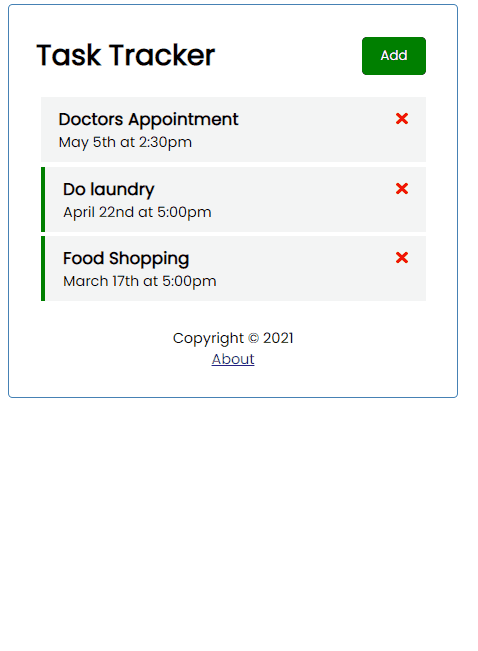 Task Tracker
Add
Doctors Appointment
May 5th at 2:30pm
Do laundry
April 22nd at 5:00pm
Food Shopping
March 17th at 5:00pm
Copyright © 2021
About